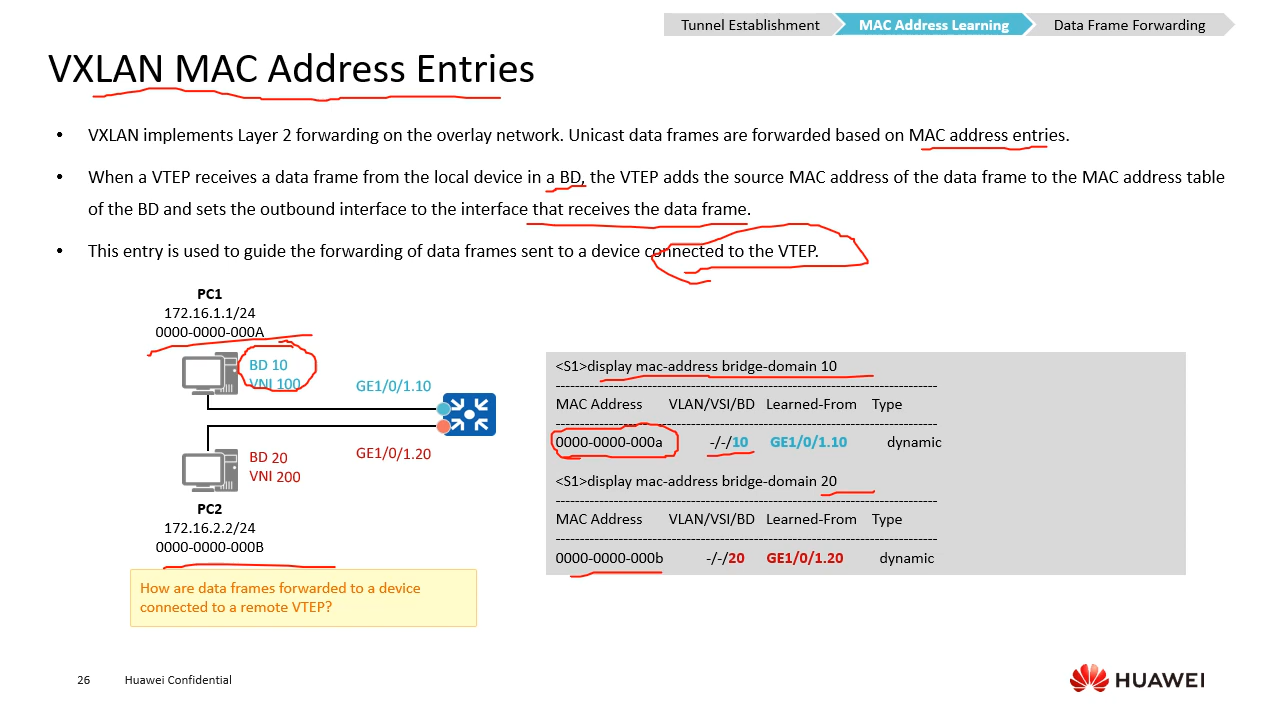 Tunnel Establishment
MAC Address Learning
Data Frame Forwarding
VXLAN MAC Address Entries
• VXLAN implements Layer 2 forwarding on the overlay network. Unicast data frames are forwarded based on MAC address entries.
• When a VTEP receives a data frame from the local device in a BD, the VTEP adds the source MAC address of the data frame to the MAC address table
of the BD and sets the outbound interface to the interface that receives the data frame.
• This entry is used to guide the forwarding of data frames sent to a device connected to the VTEP.
PC1
172.16.1.1/24
0000-0000-000A
BD 10
VNI 100
GE1/0/1.10
BD 20
VNI 200
GE1/0/1.20
PC2
172.16.2.2/24
0000-0000-000B
How are data frames forwarded to a device
connected to a remote VTEP?
<S1>display mac-address bridge-domain 10
-------------------------------------------------------------------------------
MAC Address VLAN/VSI/BD Learned-From Type
-------------------------------------------------------------------------------
0000-0000-000a -/-/10 GE1/0/1.10 dynamic
<S1>display mac-address bridge-domain 20
-------------------------------------------------------------------------------
MAC Address VLAN/VSI/BD Learned-From Type
-------------------------------------------------------------------------------
0000-0000-000b -/-/20 GE1/0/1.20 dynamic
26 Huawei Confidential
HUAWEI